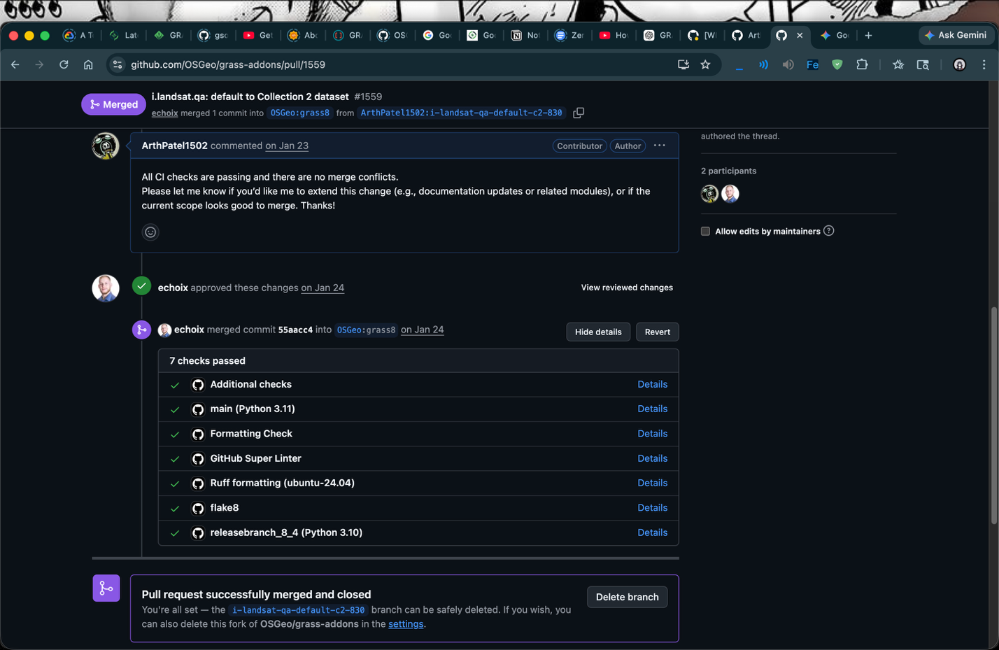 A T
Lat
GR
gsc
Get
Abc
GR
OS
Goo
Goo
Not
Zer
Hov
GR
[W
Art
Go
Ask Gemini
github.com/OSGeo/grass-addons/pull/1559
Fe
Merged
i.landsat.qa: default to Collection 2 dataset #1559
echoix merged 1 commit into OSGeo:grass8 from ArthPatel1502:i-landsat-qa-default-c2-830
ArthPatel1502 commented on Jan 23
Contributor
Author
All CI checks are passing and there are no merge conflicts.
Please let me know if you’d like me to extend this change (e.g., documentation updates or related modules), or if the
current scope looks good to merge. Thanks!
authored the thread.
2 participants
Allow edits by maintainers
echoix approved these changes on Jan 24
View reviewed changes
echoix merged commit 55aacc4 into OSGeo:grass8 on Jan 24
Hide details
Revert
7 checks passed
Additional checks Details
main (Python 3.11) Details
Formatting Check Details
GitHub Super Linter Details
Ruff formatting (ubuntu-24.04) Details
flake8 Details
releasebranch_8_4 (Python 3.10) Details
Pull request successfully merged and closed
You're all set — the i-landsat-qa-default-c2-830 branch can be safely deleted. If you wish, you
can also delete this fork of OSGeo/grass-addons in the settings.
Delete branch